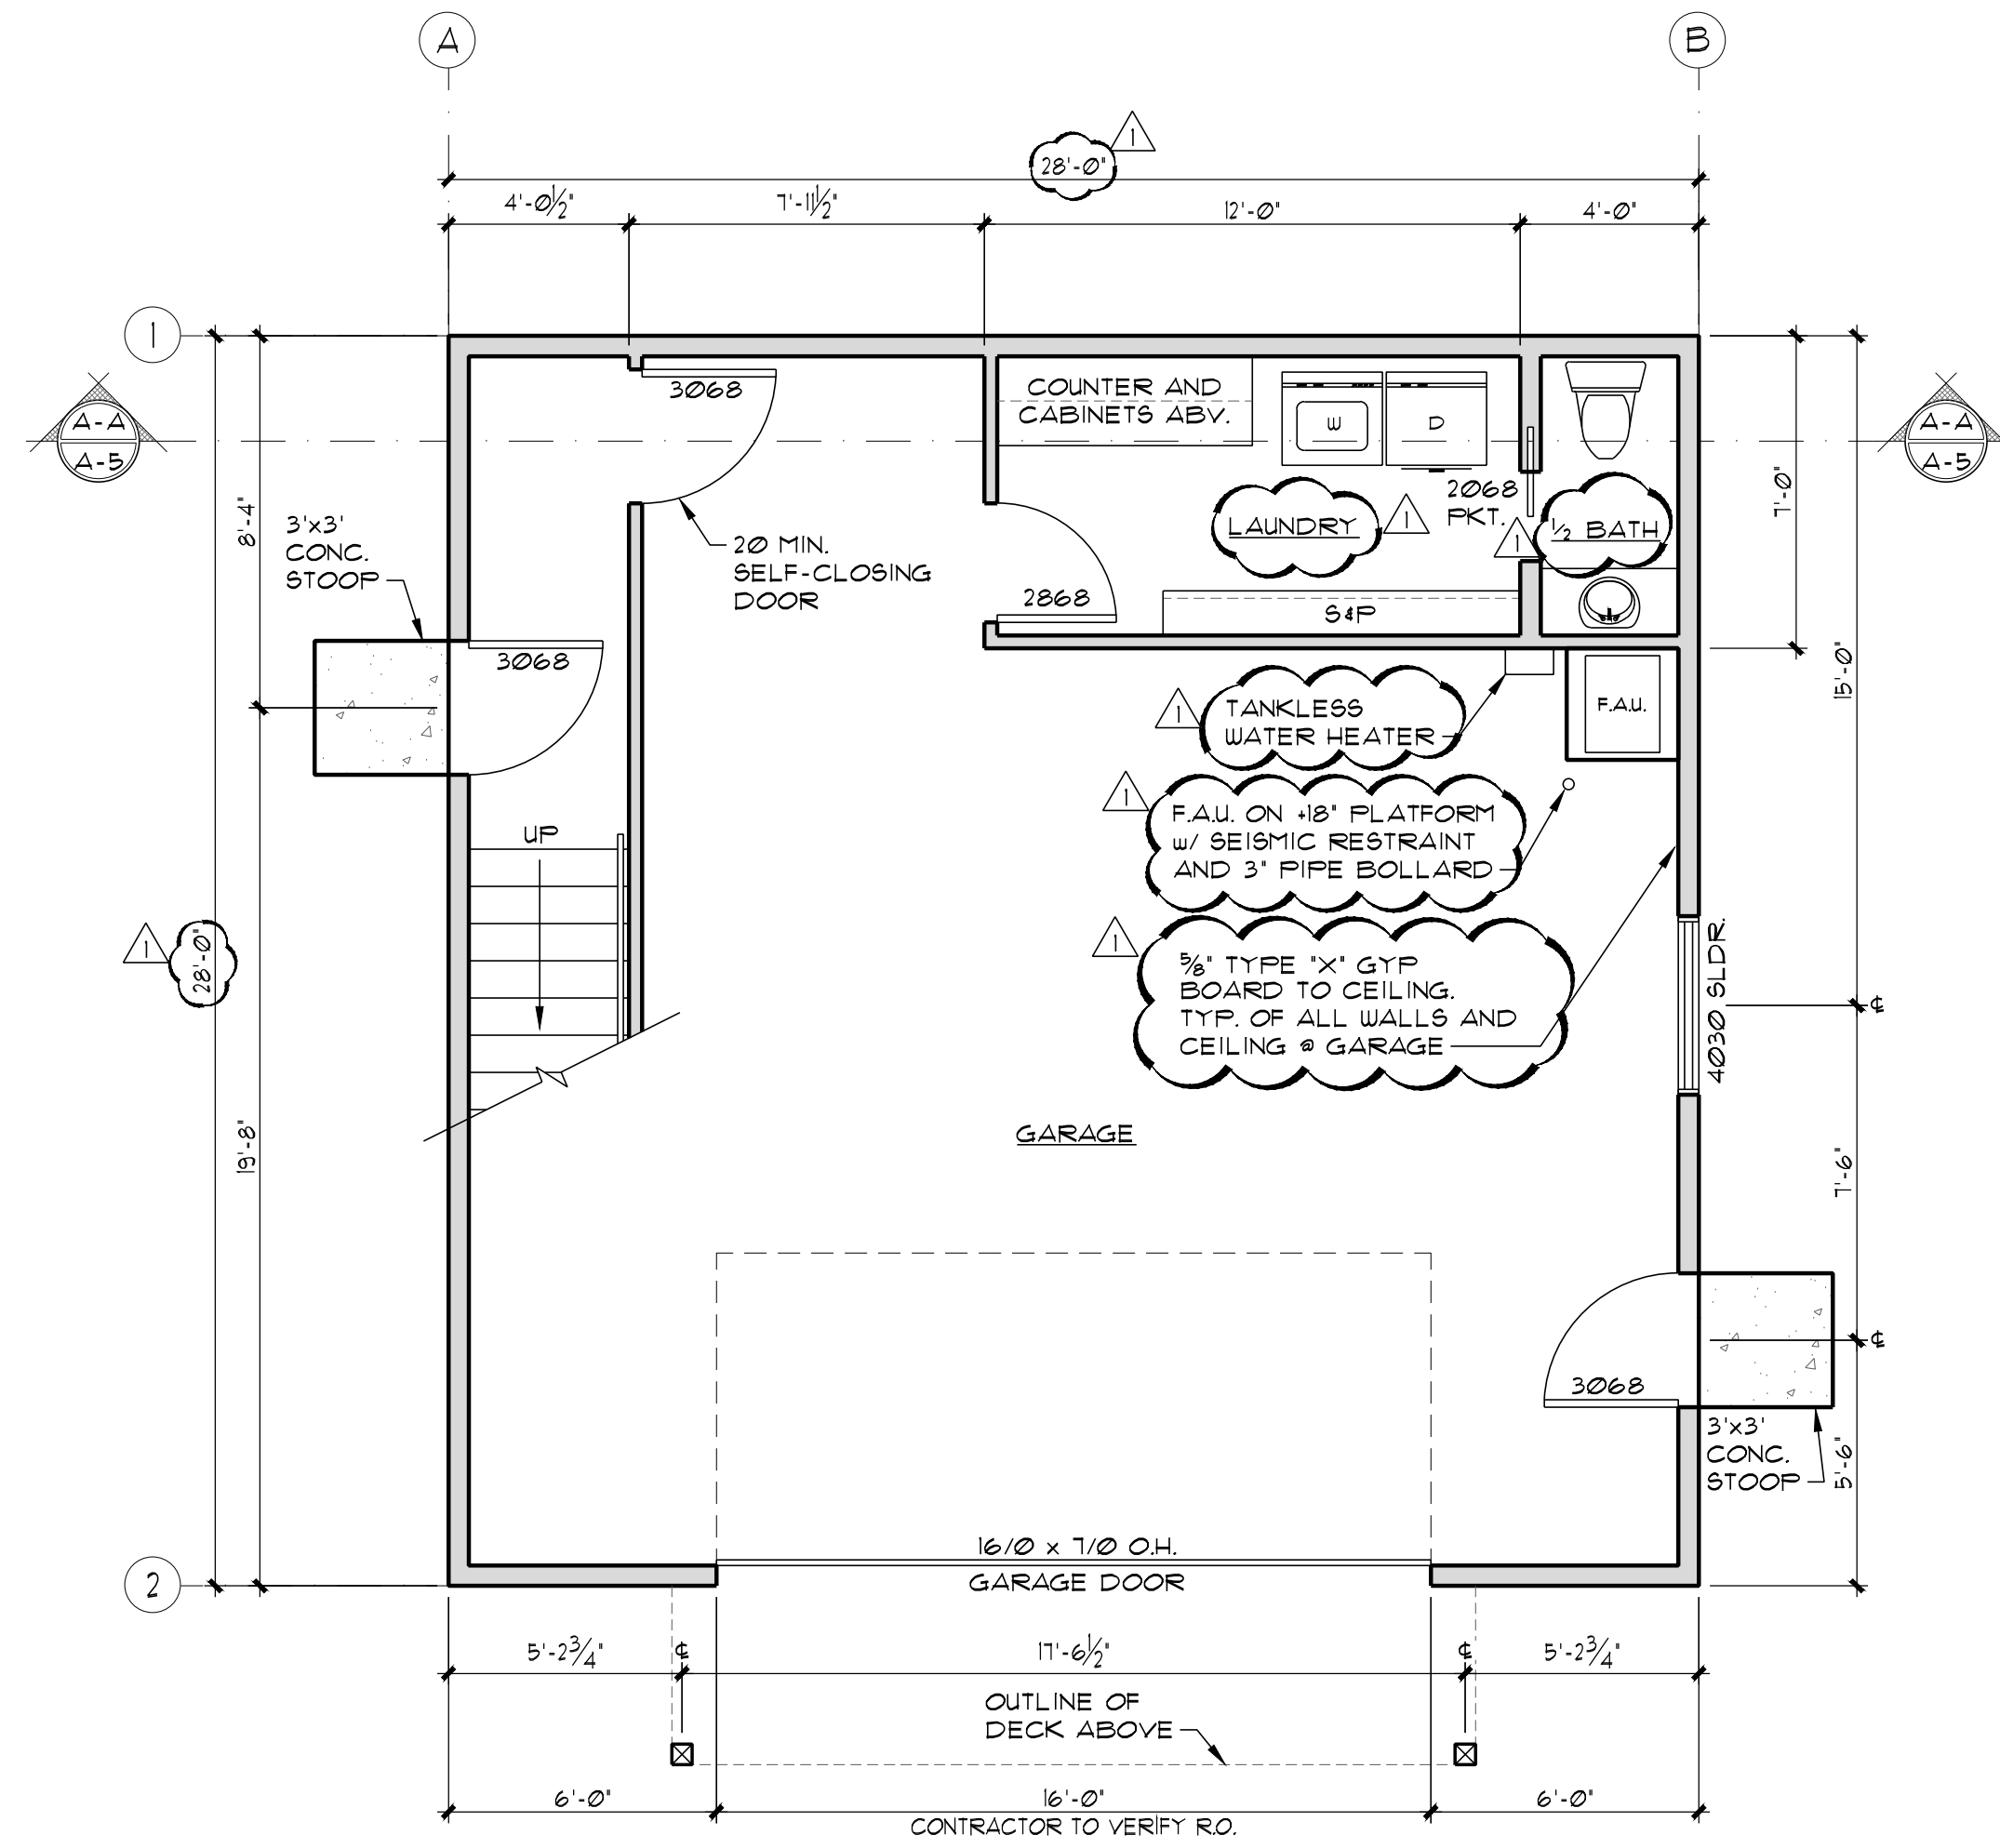 A
B
1
28'-0"
4'-0½"
7'-11½"
12'-0"
4'-0"
1
3068
COUNTER AND
CABINETS ABV.
W
D
A-A
A-5
A-A
A-5
8'-4"
3'x3'
CONC.
STOOP
20 MIN.
SELF-CLOSING
DOOR
LAUNDRY
1
2068
PKT.
1
½ BATH
7'-0"
2868
S&P
3068
15'-0"
1
TANKLESS
WATER HEATER
F.A.U.
1
F.A.U. ON +18" PLATFORM
w/ SEISMIC RESTRAINT
AND 3" PIPE BOLLARD
UP
1
28'-0"
1
⅝" TYPE "X" GYP
BOARD TO CEILING.
TYP. OF ALL WALLS AND
CEILING @ GARAGE
4030 SLDR.
℄
GARAGE
19'-8"
7'-6"
℄
3068
3'x3'
CONC.
STOOP
5'-6"
16/0 x 7/0 O.H.
GARAGE DOOR
2
5'-2¾"
℄
17'-6½"
℄
5'-2¾"
OUTLINE OF
DECK ABOVE
6'-0"
16'-0"
6'-0"
CONTRACTOR TO VERIFY R.O.